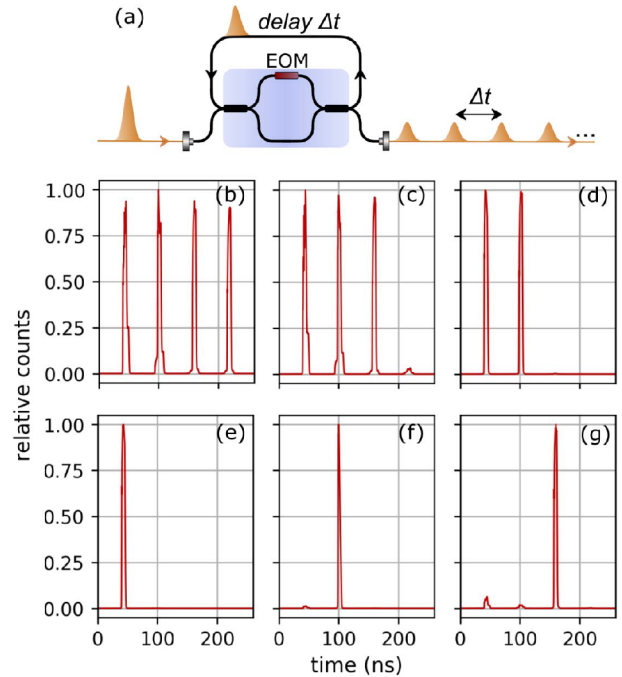 (a)
delay Δt
EOM
Δt
...
relative counts
1.00
0.75
0.50
0.25
0.00
(b)
(c)
(d)
1.00
0.75
0.50
0.25
0.00
(e)
(f)
(g)
0 100 200 0 100 200 0 100 200
time (ns)